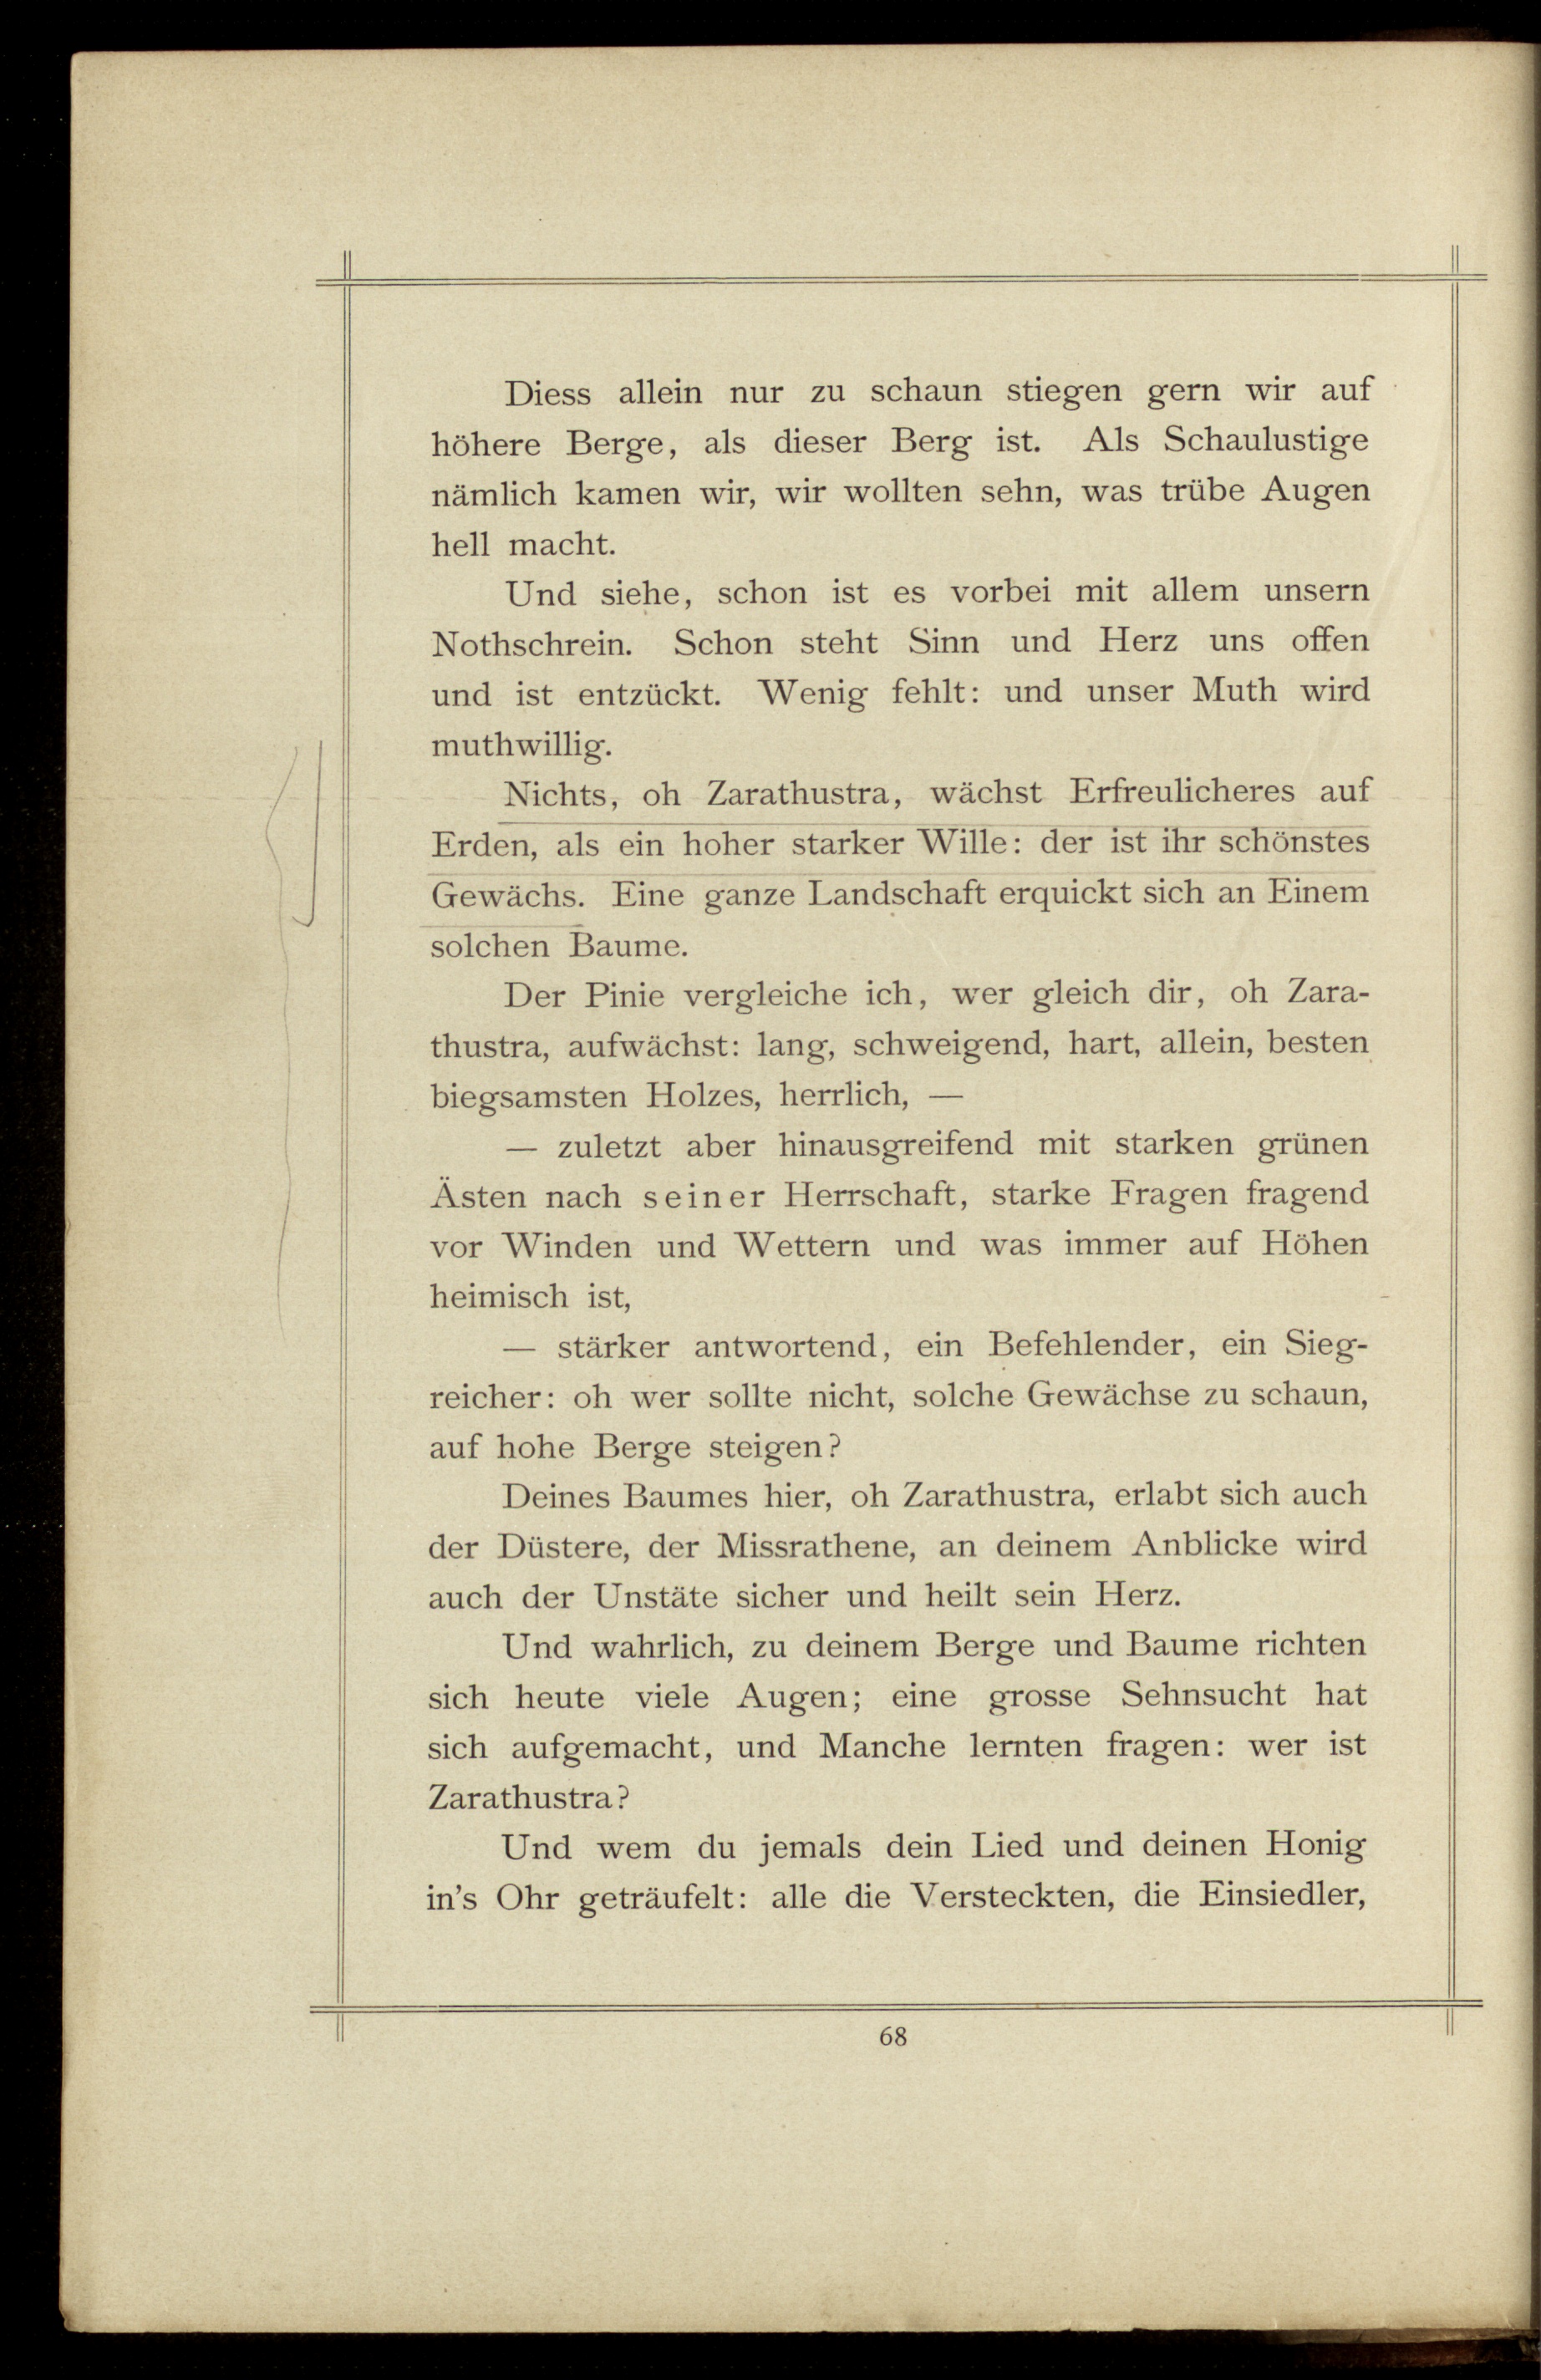 Diess allein nur zu schaun stiegen gern wir auf
höhere Berge, als dieser Berg ist. Als Schaulustige
nämlich kamen wir, wir wollten sehn, was trübe Augen
hell macht.
Und siehe, schon ist es vorbei mit allem unsern
Nothschrein. Schon steht Sinn und Herz uns offen
und ist entzückt. Wenig fehlt: und unser Muth wird
muthwillig.
Nichts, oh Zarathustra, wächst Erfreulicheres auf
Erden, als ein hoher starker Wille: der ist ihr schönstes
Gewächs. Eine ganze Landschaft erquickt sich an Einem
solchen Baume.
Der Pinie vergleiche ich, wer gleich dir, oh Zara-
thustra, aufwächst: lang, schweigend, hart, allein, besten
biegsamsten Holzes, herrlich, —
— zuletzt aber hinausgreifend mit starken grünen
Ästen nach seiner Herrschaft, starke Fragen fragend
vor Winden und Wettern und was immer auf Höhen
heimisch ist,
— stärker antwortend, ein Befehlender, ein Sieg-
reicher: oh wer sollte nicht, solche Gewächse zu schaun,
auf hohe Berge steigen?
Deines Baumes hier, oh Zarathustra, erlabt sich auch
der Düstere, der Missrathene, an deinem Anblicke wird
auch der Unstäte sicher und heilt sein Herz.
Und wahrlich, zu deinem Berge und Baume richten
sich heute viele Augen; eine grosse Sehnsucht hat
sich aufgemacht, und Manche lernten fragen: wer ist
Zarathustra?
Und wem du jemals dein Lied und deinen Honig
in's Ohr geträufelt: alle die Versteckten, die Einsiedler,
68